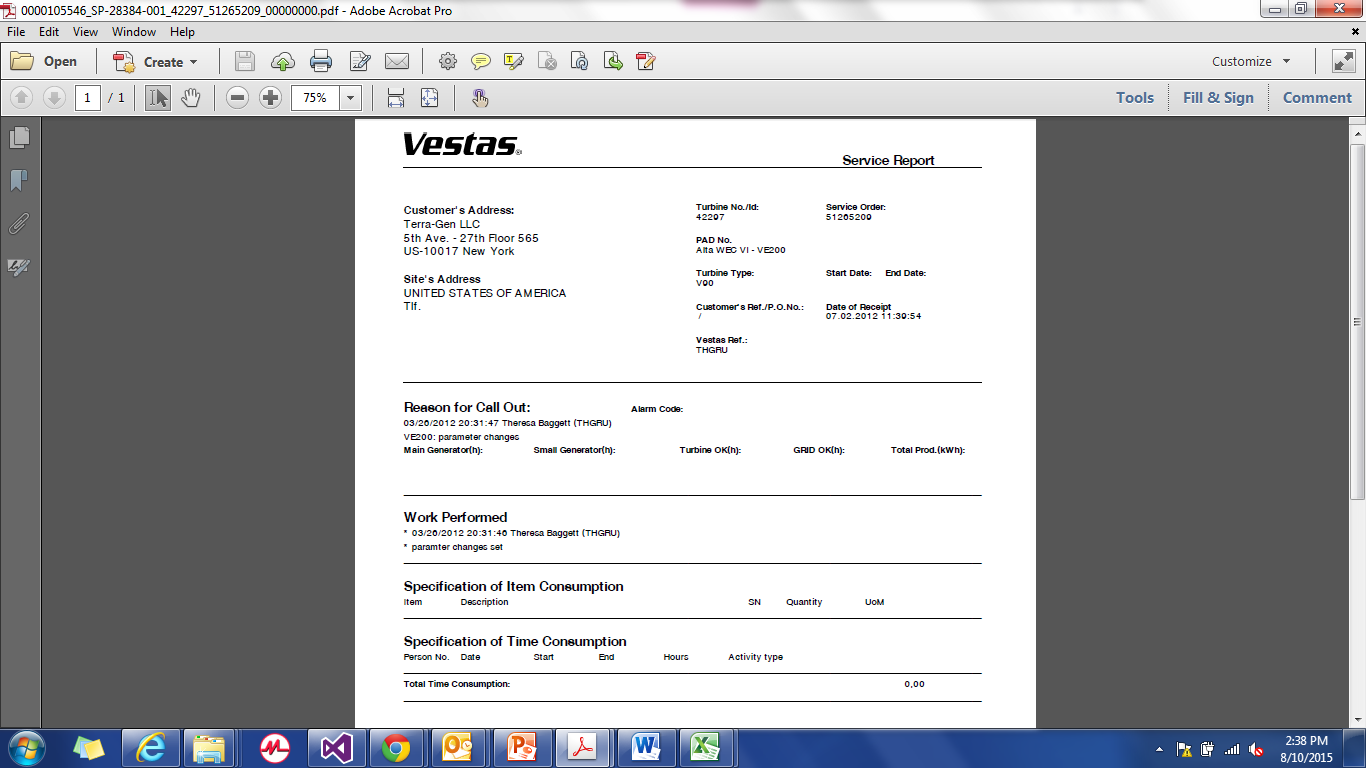 0000105546_SP-28384-001_42297_51265209_00000000.pdf - Adobe Acrobat Pro
File Edit View Window Help
Open Create Customize
1 / 1 75% Tools Fill & Sign Comment
Vestas®
Service Report
Customer's Address:
Terra-Gen LLC
5th Ave. - 27th Floor 565
US-10017 New York
Site's Address
UNITED STATES OF AMERICA
Tlf.
Turbine No./Id: Service Order:
42297 51265209
PAD No.
Alta WEC VI - VE200
Turbine Type: Start Date: End Date:
V90
Customer's Ref./P.O.No.: Date of Receipt
/ 07.02.2012 11:39:54
Vestas Ref.:
THGRU
Reason for Call Out: Alarm Code:
03/26/2012 20:31:47 Theresa Baggett (THGRU)
VE200: parameter changes
Main Generator(h): Small Generator(h): Turbine OK(h): GRID OK(h): Total Prod.(kWh):
Work Performed
* 03/26/2012 20:31:46 Theresa Baggett (THGRU)
* paramter changes set
Specification of Item Consumption
Item Description SN Quantity UoM
Specification of Time Consumption
Person No. Date Start End Hours Activity type
Total Time Consumption: 0,00
2:38 PM
8/10/2015